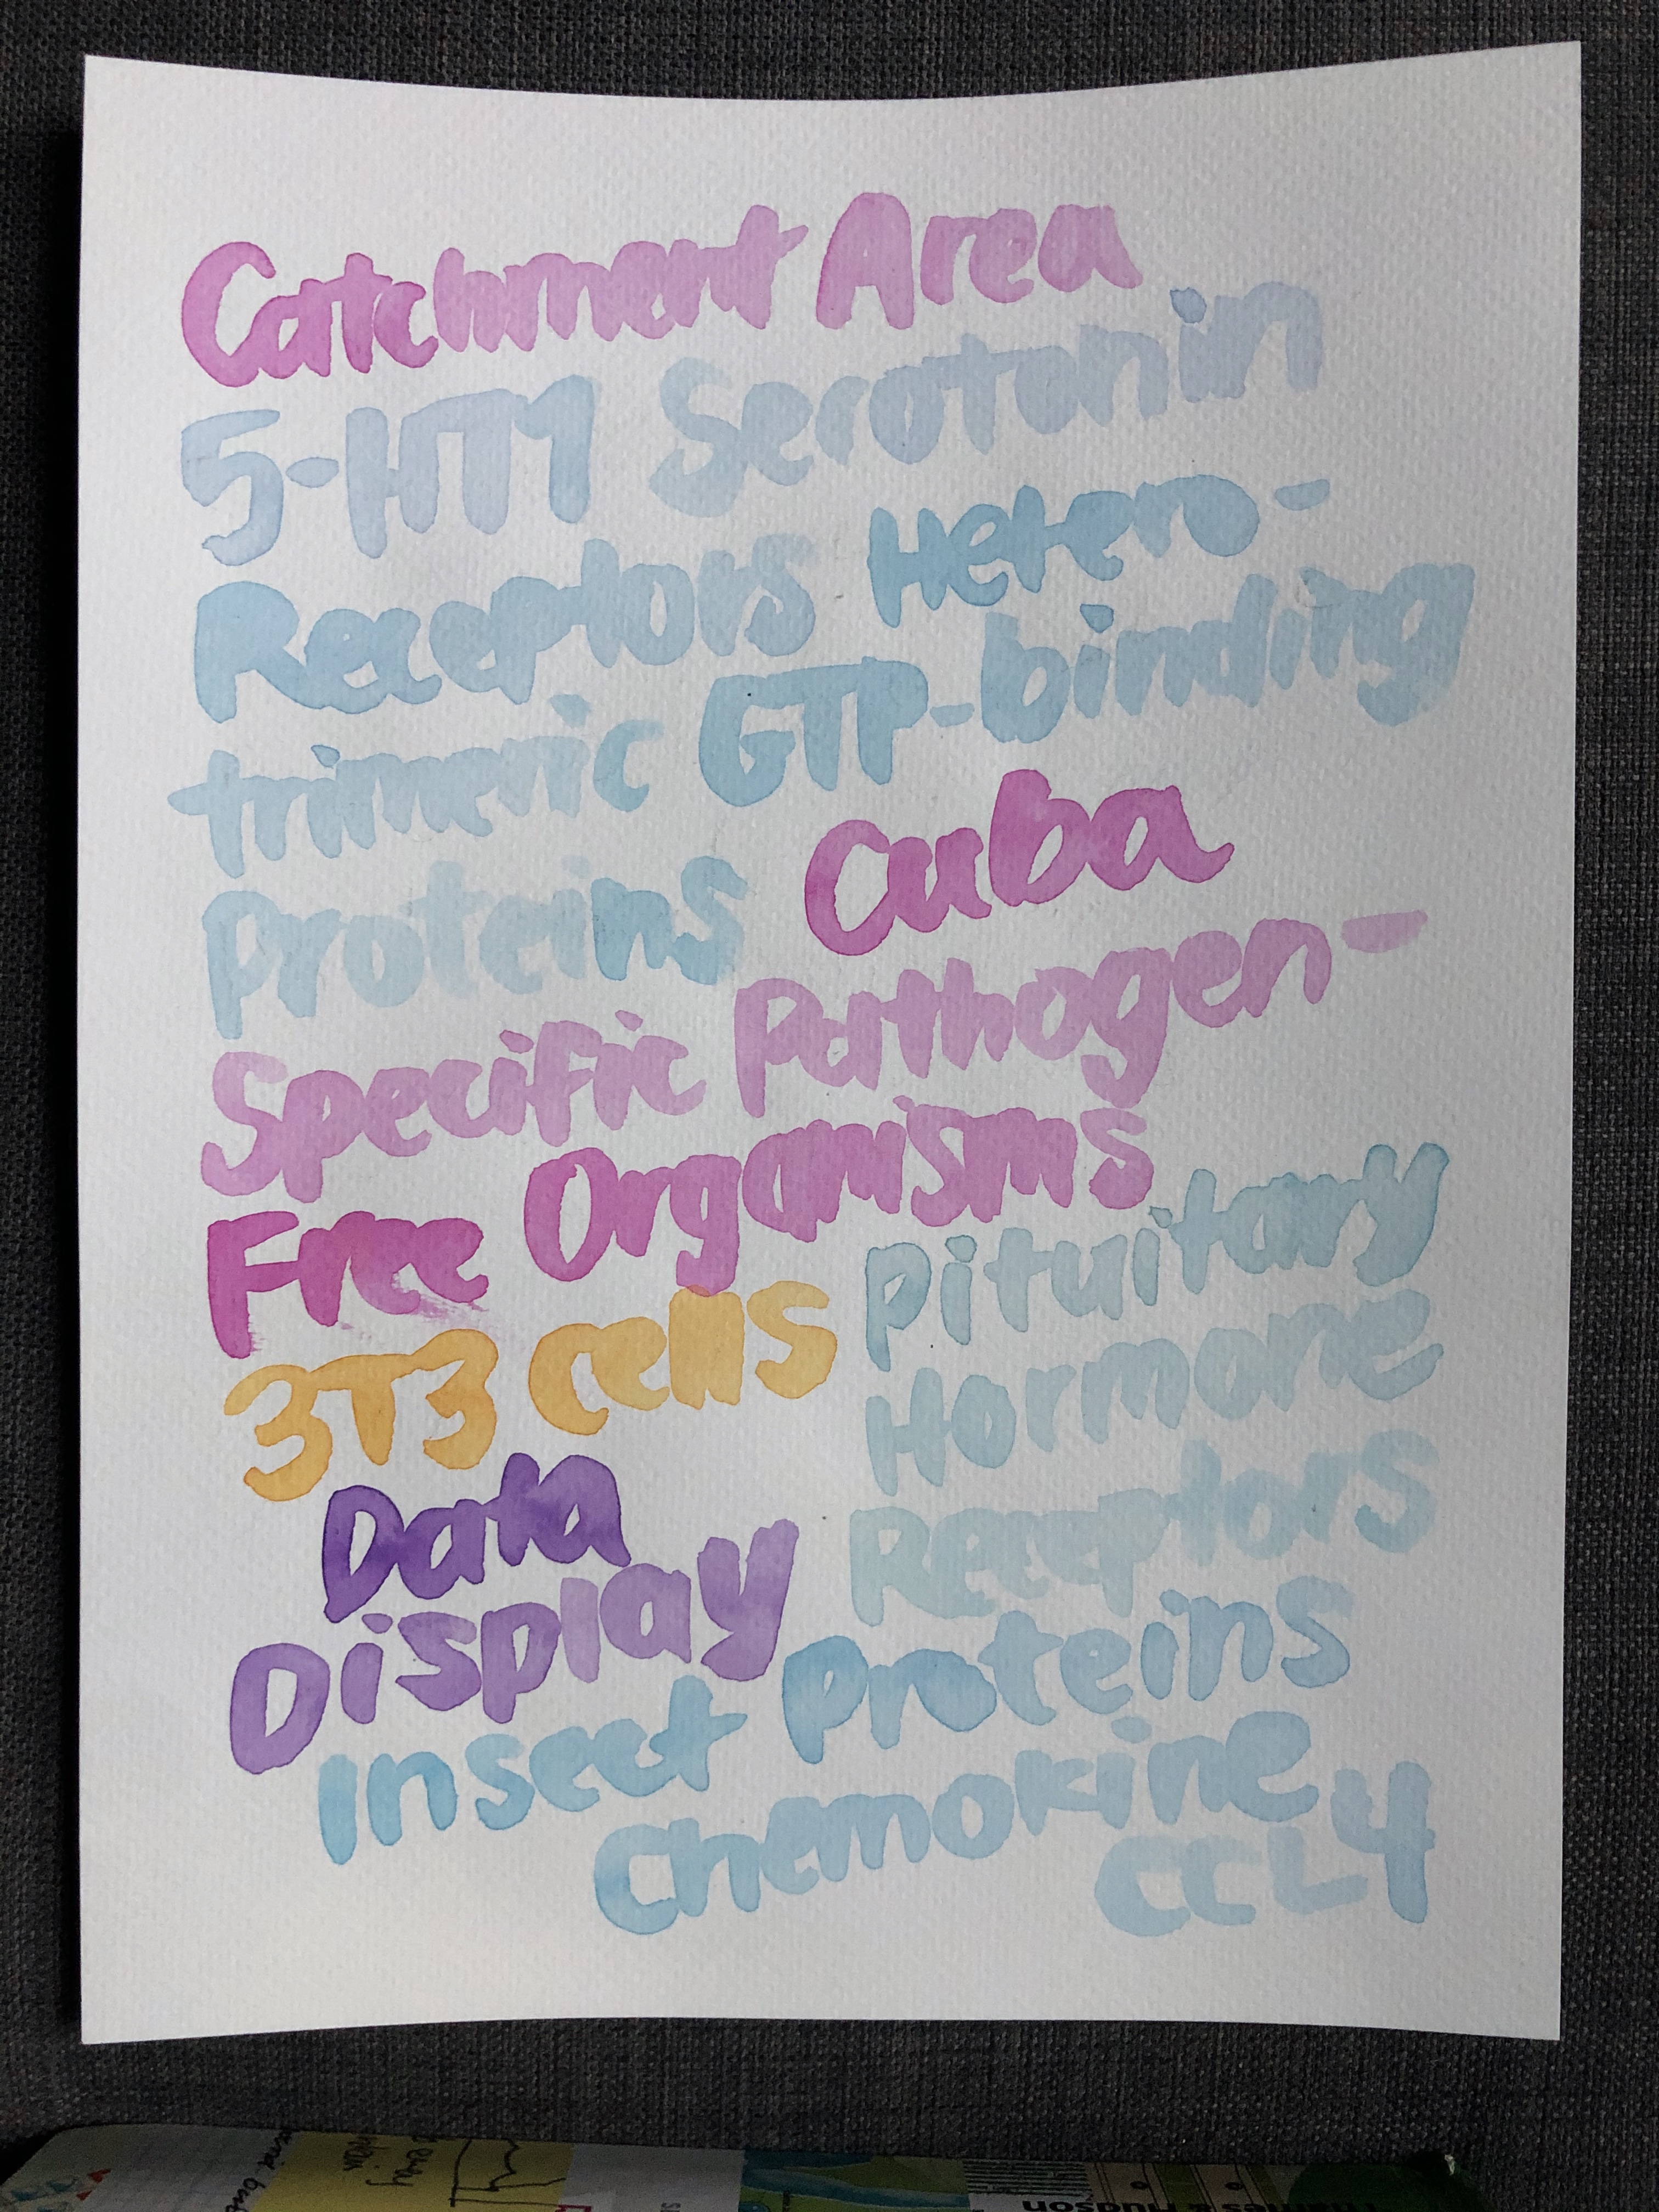 Catchment Area
5-HT1 Serotonin
Receptors Hetero-
trimeric GTP-binding
Proteins Cuba
Specific Pathogen-
Free Organisms
3T3 cells
Pituitary
Hormone
Receptors
Data
Display
Insect Proteins
Chemokine
CCL4
thames & hudson